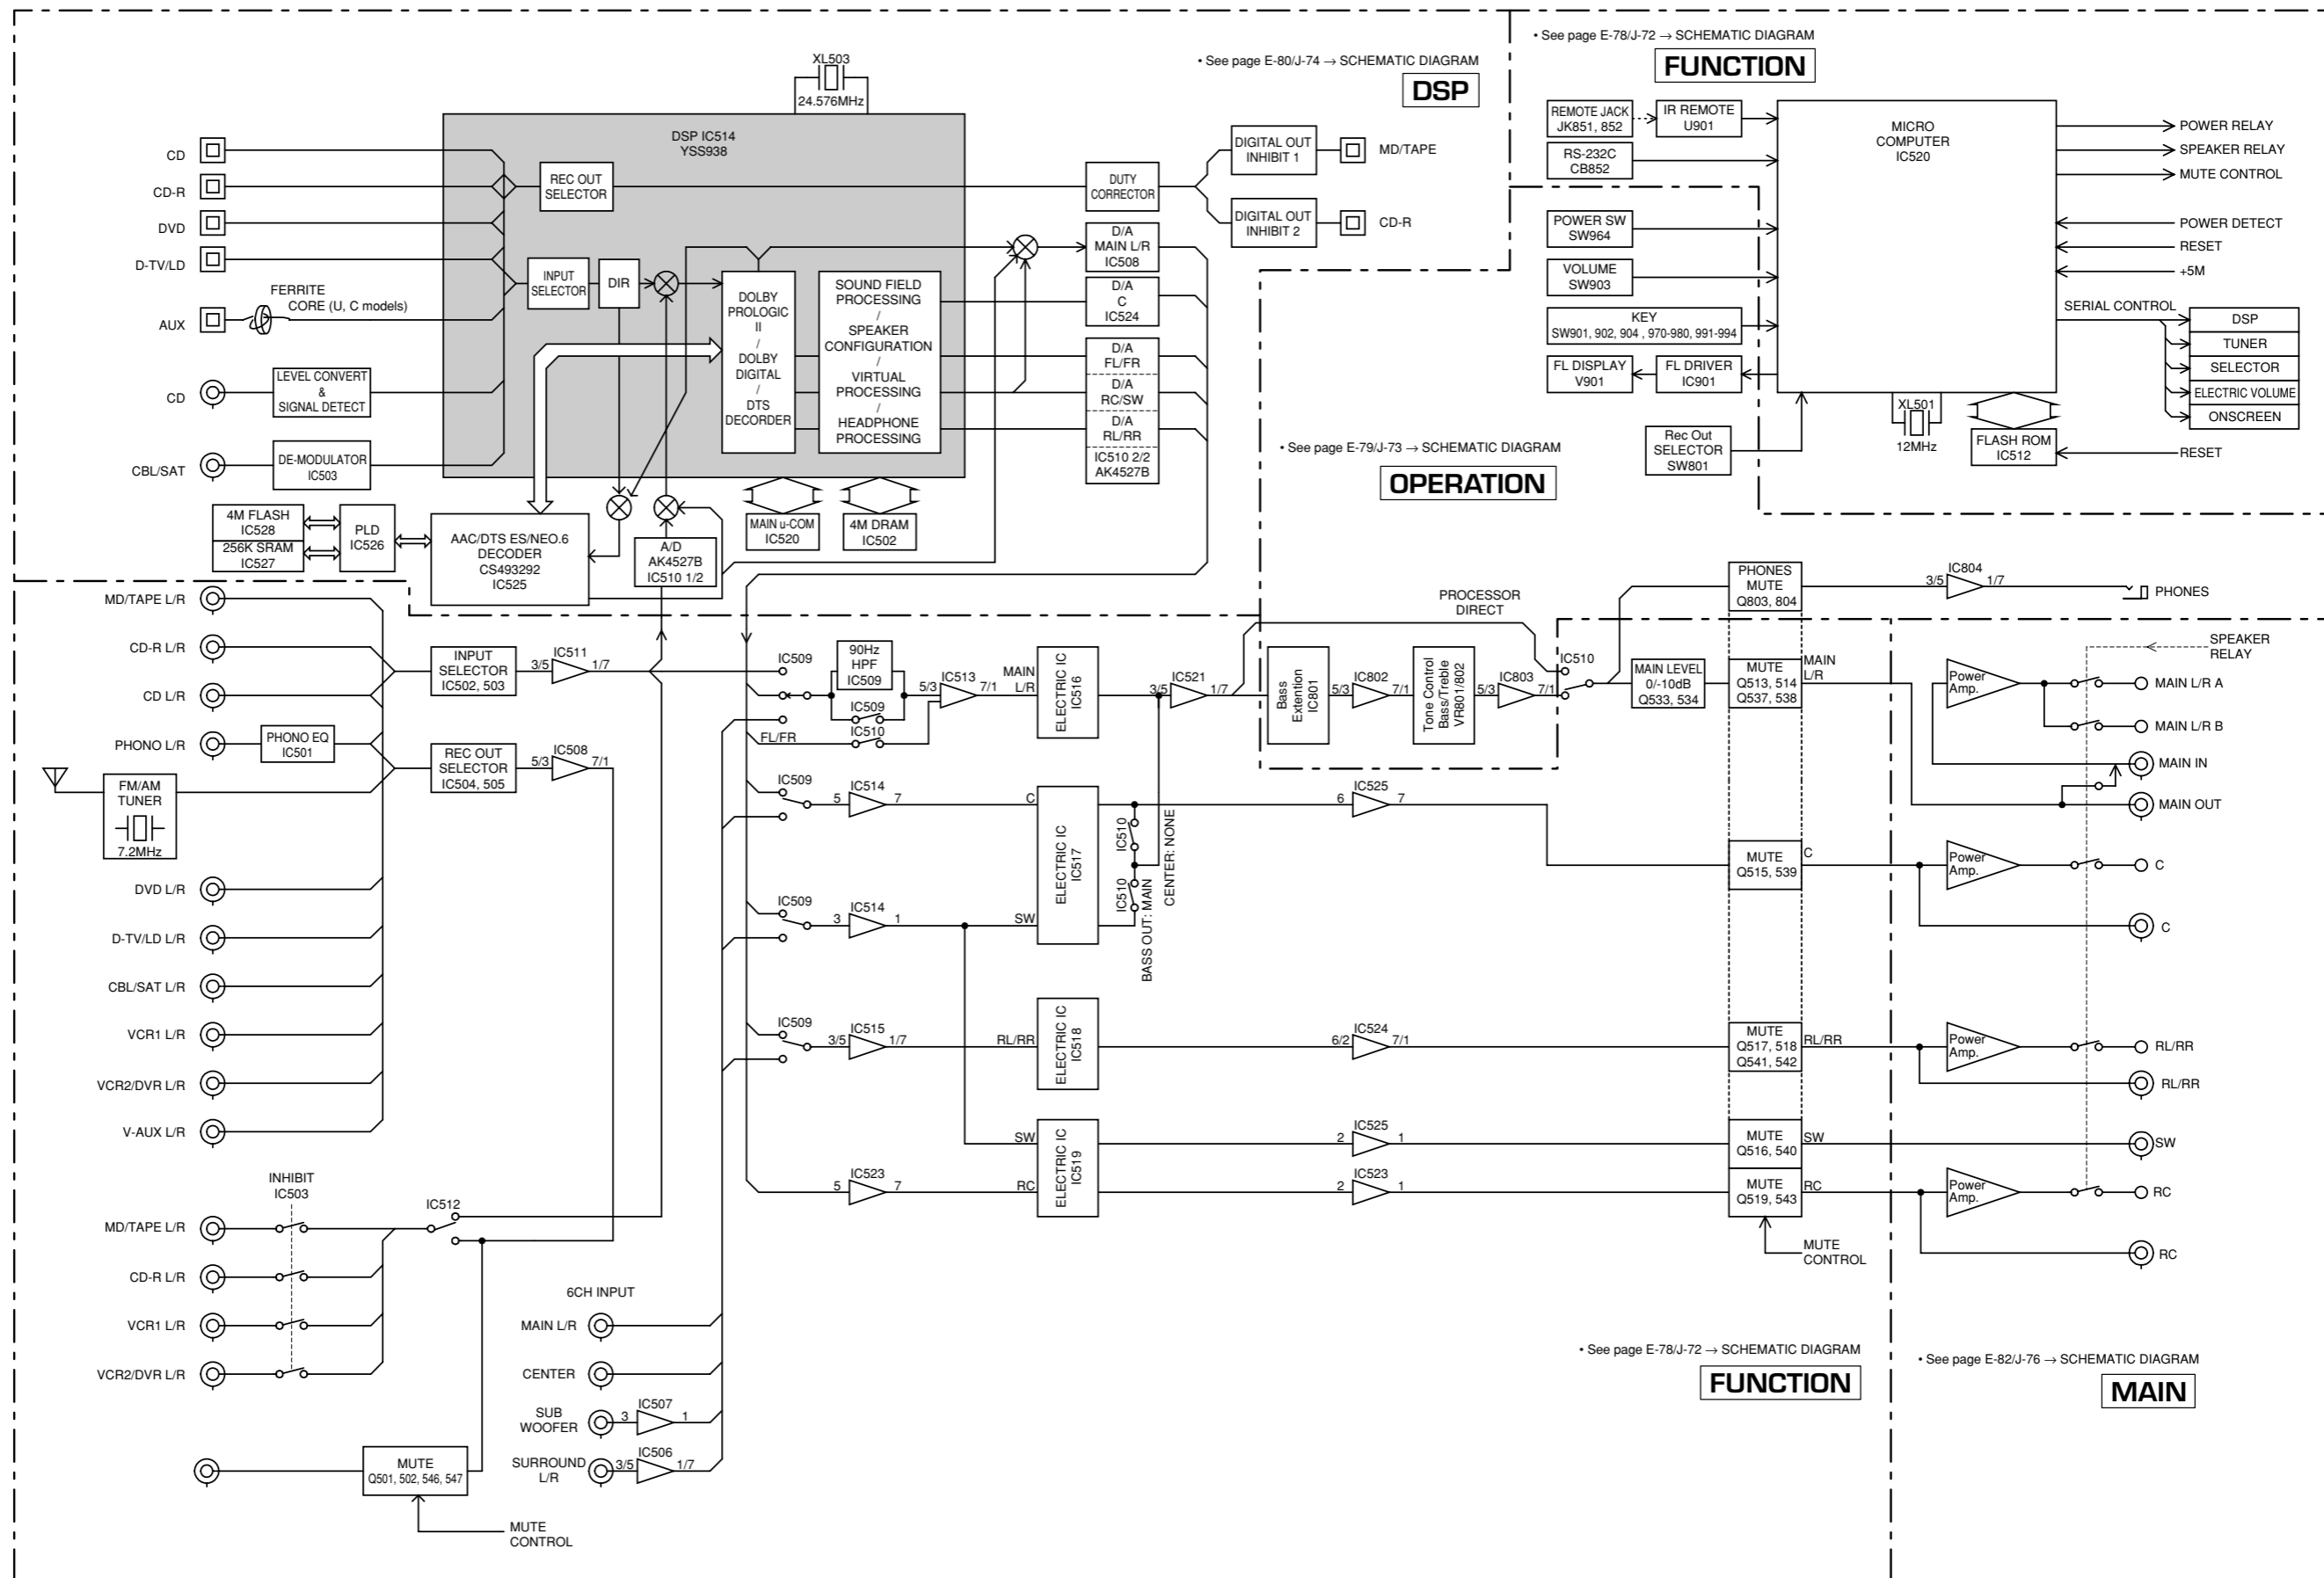 • See page E-80/J-74 → SCHEMATIC DIAGRAM
DSP
• See page E-78/J-72 → SCHEMATIC DIAGRAM
FUNCTION
XL503
24.576MHz
DSP IC514
YSS938
CD
CD-R
DVD
D-TV/LD
AUX
FERRITE
CORE (U, C models)
CD
LEVEL CONVERT
&
SIGNAL DETECT
CBL/SAT
DE-MODULATOR
IC503
REC OUT
SELECTOR
INPUT
SELECTOR
DIR
DOLBY
PROLOGIC
II
/
DOLBY
DIGITAL
/
DTS
DECORDER
SOUND FIELD
PROCESSING
/
SPEAKER
CONFIGURATION
/
VIRTUAL
PROCESSING
/
HEADPHONE
PROCESSING
DUTY
CORRECTOR
DIGITAL OUT
INHIBIT 1
MD/TAPE
DIGITAL OUT
INHIBIT 2
CD-R
D/A
MAIN L/R
IC508
D/A
C
IC524
D/A
FL/FR
D/A
RC/SW
D/A
RL/RR
IC510 2/2
AK4527B
4M FLASH
IC528
256K SRAM
IC527
PLD
IC526
AAC/DTS ES/NEO.6
DECODER
CS493292
IC525
A/D
AK4527B
IC510 1/2
MAIN u-COM
IC520
4M DRAM
IC502
REMOTE JACK
JK851, 852
IR REMOTE
U901
RS-232C
CB852
POWER SW
SW964
VOLUME
SW903
KEY
SW901, 902, 904 , 970-980, 991-994
FL DISPLAY
V901
FL DRIVER
IC901
Rec Out
SELECTOR
SW801
MICRO
COMPUTER
IC520
XL501
12MHz
FLASH ROM
IC512
RESET
POWER RELAY
SPEAKER RELAY
MUTE CONTROL
POWER DETECT
RESET
+5M
SERIAL CONTROL
DSP
TUNER
SELECTOR
ELECTRIC VOLUME
ONSCREEN
• See page E-79/J-73 → SCHEMATIC DIAGRAM
OPERATION
MD/TAPE L/R
CD-R L/R
CD L/R
PHONO L/R
PHONO EQ
IC501
FM/AM
TUNER
7.2MHz
DVD L/R
D-TV/LD L/R
CBL/SAT L/R
VCR1 L/R
VCR2/DVR L/R
V-AUX L/R
INPUT
SELECTOR
IC502, 503
3/5
IC511
1/7
REC OUT
SELECTOR
IC504, 505
5/3
IC508
7/1
IC509
90Hz
HPF
IC509
IC509
IC510
FL/FR
5/3
IC513
7/1
MAIN
L/R
ELECTRIC IC
IC516
3/5
IC521
1/7
Bass
Extention
IC801
5/3
IC802
7/1
Tone Control
Bass/Treble
VR801/802
5/3
IC803
7/1
PROCESSOR
DIRECT
IC510
MAIN LEVEL
0/-10dB
Q533, 534
PHONES
MUTE
Q803, 804
3/5
IC804
1/7
PHONES
MUTE
Q513, 514
Q537, 538
MAIN
L/R
SPEAKER
RELAY
Power
Amp.
MAIN L/R A
MAIN L/R B
MAIN IN
MAIN OUT
IC509
5
IC514
7
C
ELECTRIC IC
IC517
IC510
IC510
BASS OUT: MAIN
CENTER: NONE
6
IC525
7
MUTE
Q515, 539
C
Power
Amp.
C
C
IC509
3
IC514
1
SW
IC509
3/5
IC515
1/7
RL/RR
ELECTRIC IC
IC518
6/2
IC524
7/1
MUTE
Q517, 518
Q541, 542
RL/RR
Power
Amp.
RL/RR
RL/RR
SW
ELECTRIC IC
IC519
2
IC525
1
MUTE
Q516, 540
SW
SW
5
IC523
7
RC
2
IC523
1
MUTE
Q519, 543
RC
Power
Amp.
RC
RC
MUTE
CONTROL
INHIBIT
IC503
IC512
MD/TAPE L/R
CD-R L/R
VCR1 L/R
VCR2/DVR L/R
6CH INPUT
MAIN L/R
CENTER
SUB
WOOFER
3
IC507
1
SURROUND
L/R
3/5
IC506
1/7
MUTE
Q501, 502, 546, 547
MUTE
CONTROL
• See page E-78/J-72 → SCHEMATIC DIAGRAM
FUNCTION
• See page E-82/J-76 → SCHEMATIC DIAGRAM
MAIN